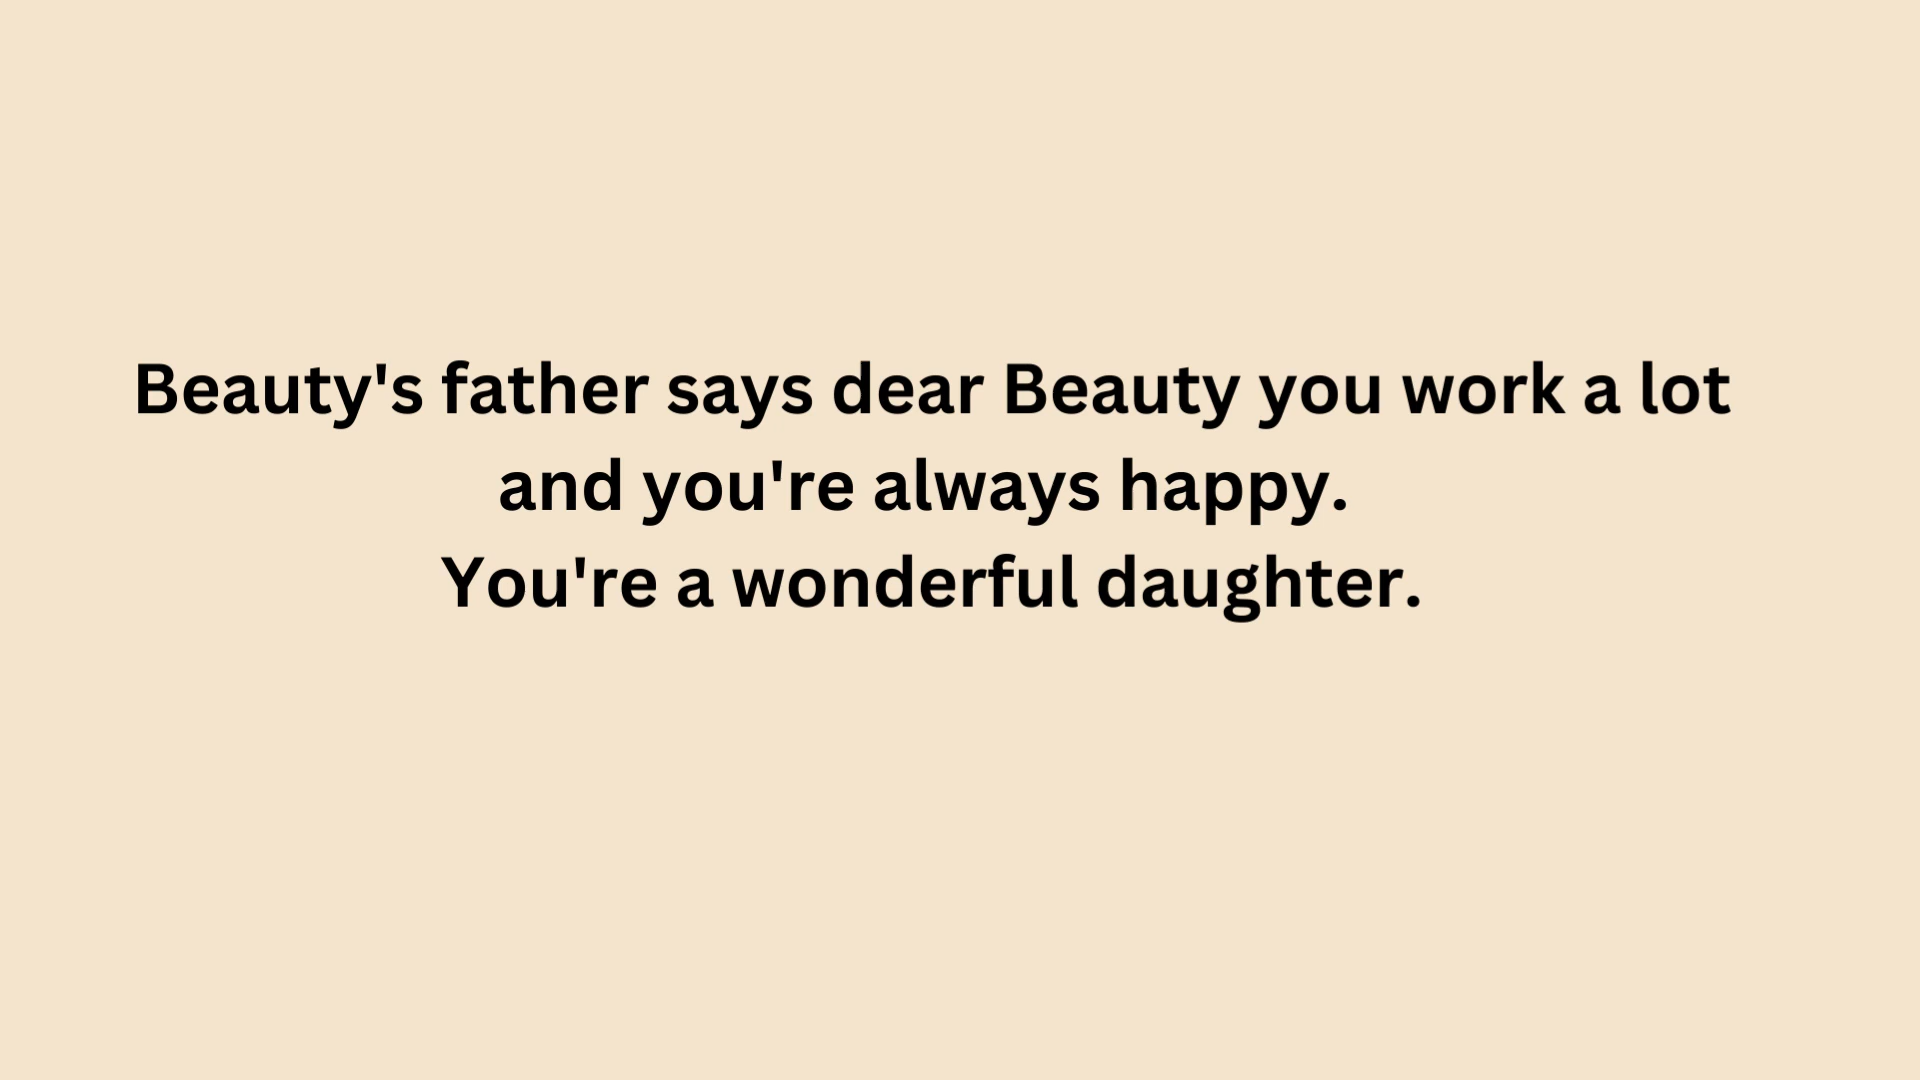 Beauty's father says dear Beauty you work a lot
and you're always happy.
You're a wonderful daughter.